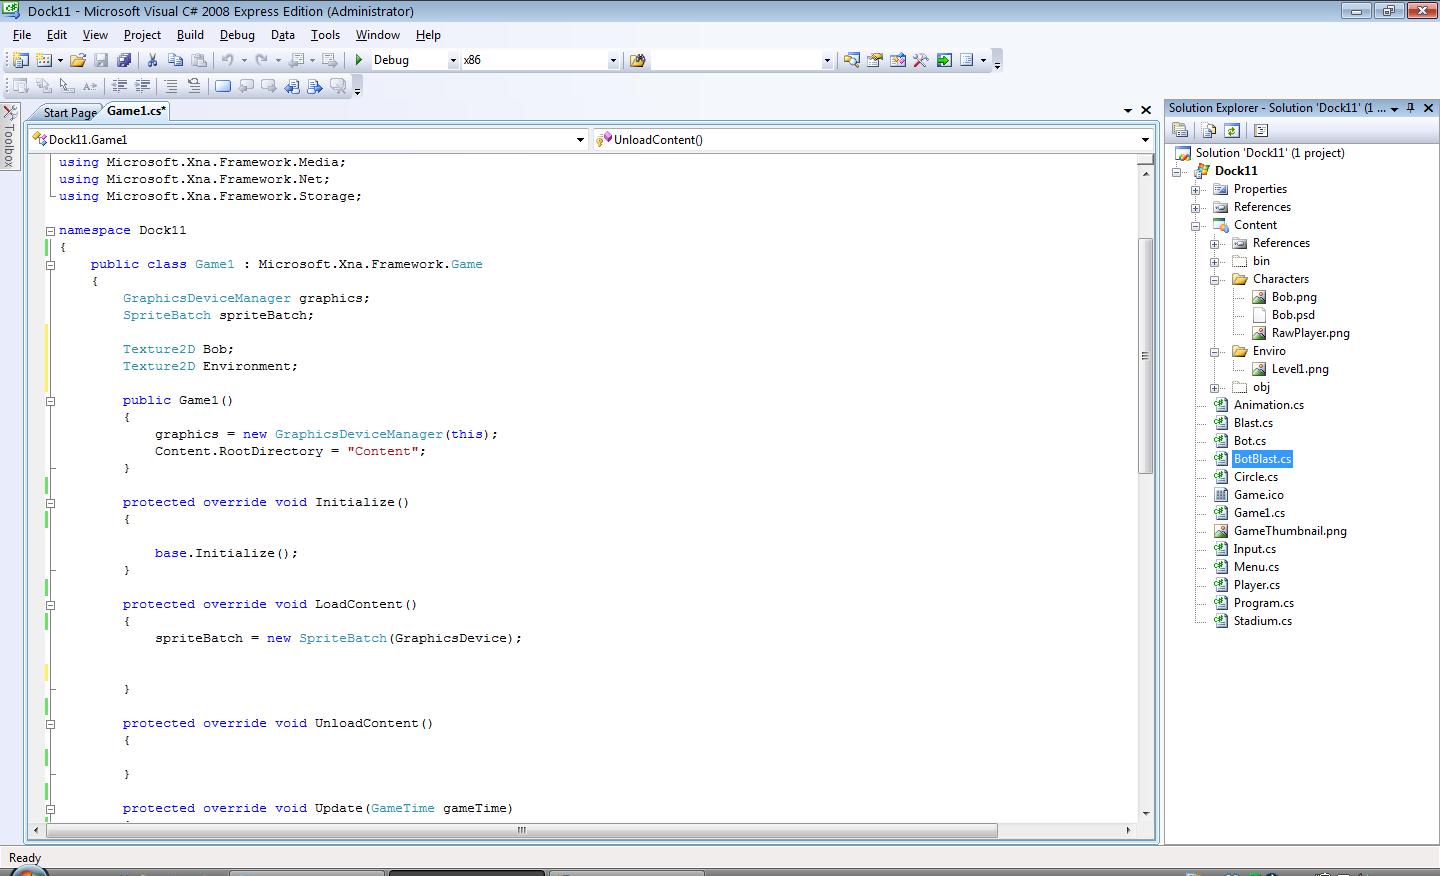 Dock11 - Microsoft Visual C# 2008 Express Edition (Administrator)
File Edit View Project Build Debug Data Tools Window Help
Debug x86
Toolbox
Start Page Game1.cs*
Dock11.Game1 UnloadContent()
using Microsoft.Xna.Framework.Media;
using Microsoft.Xna.Framework.Net;
using Microsoft.Xna.Framework.Storage;
namespace Dock11
{
public class Game1 : Microsoft.Xna.Framework.Game
{
GraphicsDeviceManager graphics;
SpriteBatch spriteBatch;
Texture2D Bob;
Texture2D Environment;
public Game1()
{
graphics = new GraphicsDeviceManager(this);
Content.RootDirectory = "Content";
}
protected override void Initialize()
{
base.Initialize();
}
protected override void LoadContent()
{
spriteBatch = new SpriteBatch(GraphicsDevice);
}
protected override void UnloadContent()
{
}
protected override void Update(GameTime gameTime)
Solution Explorer - Solution 'Dock11' (1 ...
Solution 'Dock11' (1 project)
Dock11
Properties
References
Content
References
bin
Characters
Bob.png
Bob.psd
RawPlayer.png
Enviro
Level1.png
obj
Animation.cs
Blast.cs
Bot.cs
BotBlast.cs
Circle.cs
Game.ico
Game1.cs
GameThumbnail.png
Input.cs
Menu.cs
Player.cs
Program.cs
Stadium.cs
Ready